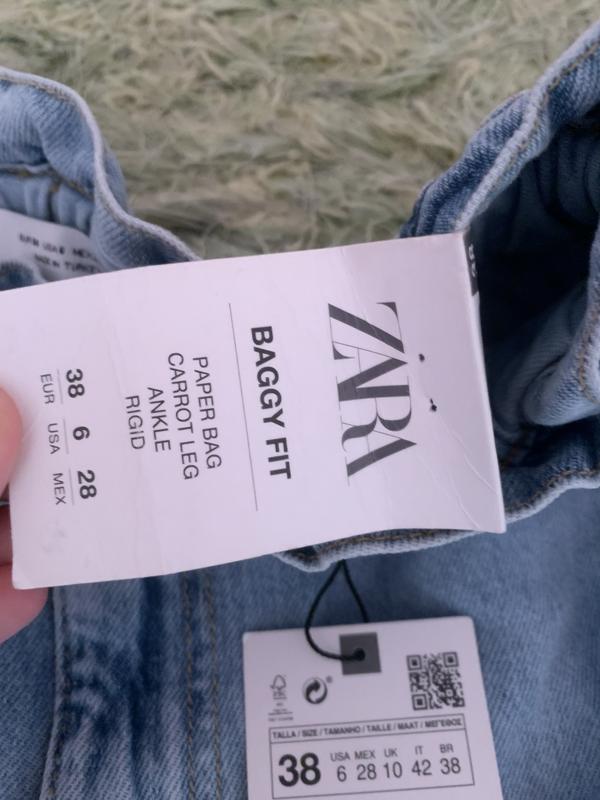 ZARA
BAGGY FIT
PAPER BAG
CARROT LEG
ANKLE
RIGID
38 6 28
EUR USA MEX
TALLA / SIZE / TAMANHO / TAILLE / MAAT / ΜΕΓΕΘΟΣ
USA MEX UK IT BR
38 6 28 10 42 38